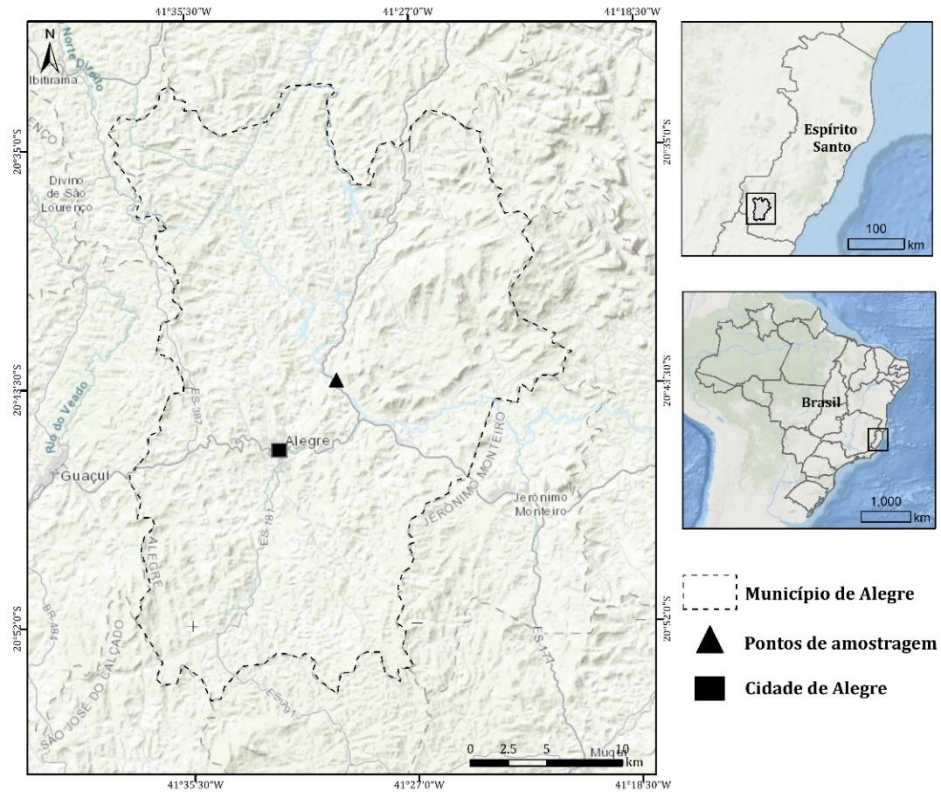 41°35'30"W
41°27'0"W
41°18'30"W
N
Norte Direito
Ibitirama
ENÇO
20°35'0"S
20°35'0"S
Divino
de São
Lourenço
Espírito
Santo
100
km
20°43'30"S
20°43'30"S
ES-387
Rio do Veado
Alegre
Guaçuí
JERÔNIMO MONTEIRO
Jerônimo
Monteiro
ES-181
ALEGRE
Brasil
1,000
km
20°52'0"S
20°52'0"S
BR-484
SÃO JOSÉ DO CALÇADO
ES-177
ES-391
Muqui
0 2.5 5 10
km
41°35'30"W
41°27'0"W
41°18'30"W
Município de Alegre
Pontos de amostragem
Cidade de Alegre